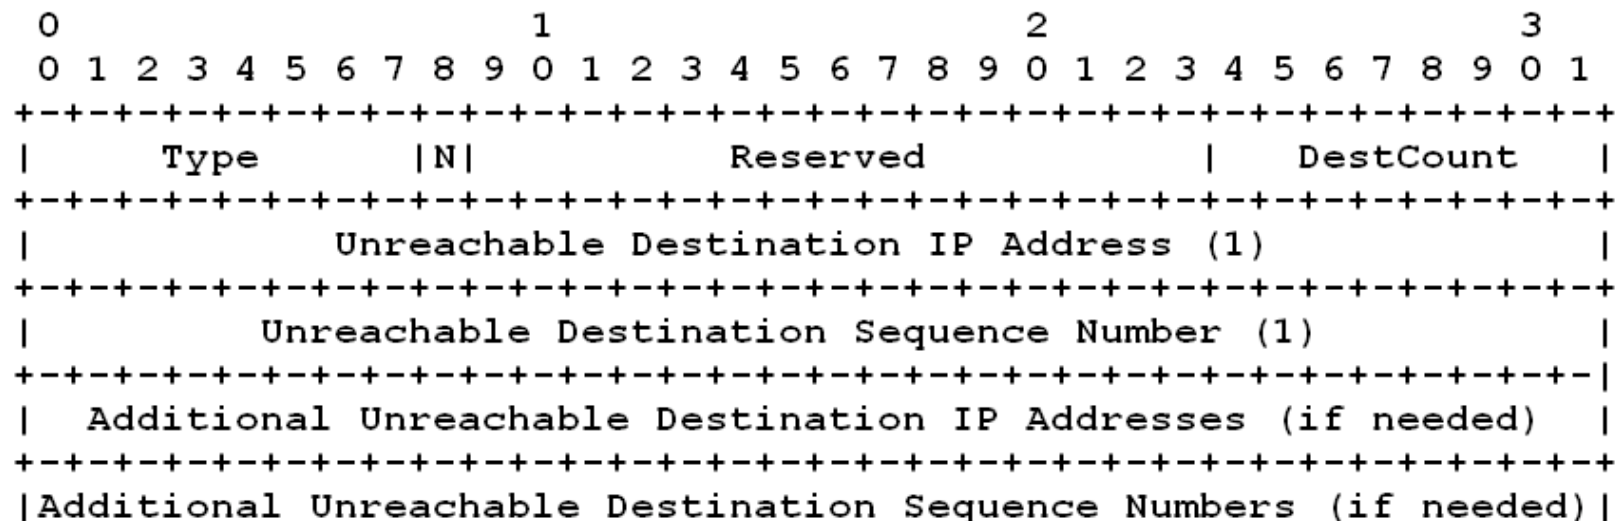 0 1 2 3
0 1 2 3 4 5 6 7 8 9 0 1 2 3 4 5 6 7 8 9 0 1 2 3 4 5 6 7 8 9 0 1
+-+-+-+-+-+-+-+-+-+-+-+-+-+-+-+-+-+-+-+-+-+-+-+-+-+-+-+-+-+-+-+-+
| Type |N| Reserved | DestCount |
+-+-+-+-+-+-+-+-+-+-+-+-+-+-+-+-+-+-+-+-+-+-+-+-+-+-+-+-+-+-+-+-+
| Unreachable Destination IP Address (1) |
+-+-+-+-+-+-+-+-+-+-+-+-+-+-+-+-+-+-+-+-+-+-+-+-+-+-+-+-+-+-+-+-+
| Unreachable Destination Sequence Number (1) |
+-+-+-+-+-+-+-+-+-+-+-+-+-+-+-+-+-+-+-+-+-+-+-+-+-+-+-+-+-+-+-+-|
| Additional Unreachable Destination IP Addresses (if needed) |
+-+-+-+-+-+-+-+-+-+-+-+-+-+-+-+-+-+-+-+-+-+-+-+-+-+-+-+-+-+-+-+-+
|Additional Unreachable Destination Sequence Numbers (if needed)|